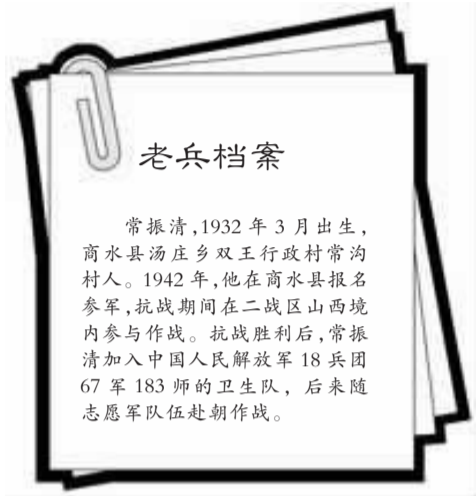 老兵档案
常振清,1932 年 3 月出生,
商水县汤庄乡双王行政村常沟
村人。1942 年,他在商水县报名
参军,抗战期间在二战区山西境
内参与作战。抗战胜利后,常振
清加入中国人民解放军 18 兵团
67 军 183 师的卫生队，后来随
志愿军队伍赴朝作战。